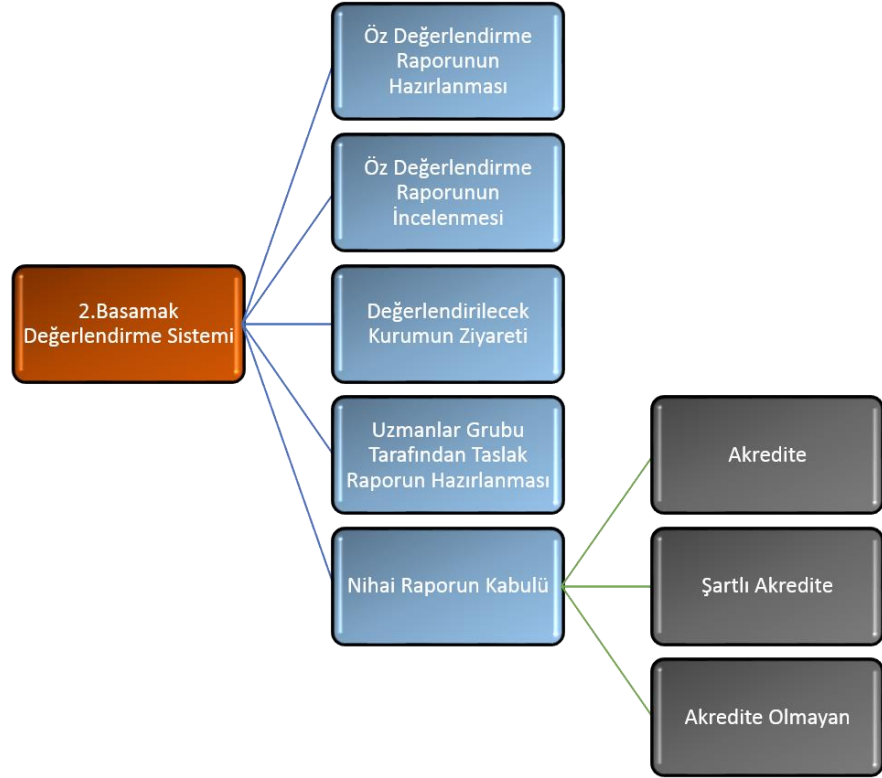 Öz Değerlendirme
Raporunun
Hazırlanması
Öz Değerlendirme
Raporunun
İncelenmesi
2.Basamak
Değerlendirme Sistemi
Değerlendirilecek
Kurumun Ziyareti
Uzmanlar Grubu
Tarafından Taslak
Raporun Hazırlanması
Nihai Raporun Kabulü
Akredite
Şartlı Akredite
Akredite Olmayan